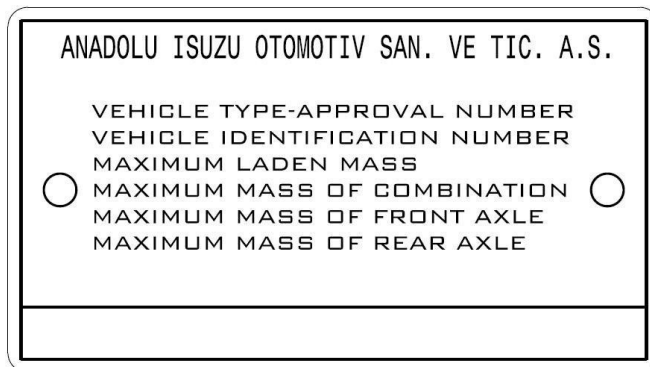 ANADOLU ISUZU OTOMOTIV SAN. VE TIC. A.S.
VEHICLE TYPE-APPROVAL NUMBER
VEHICLE IDENTIFICATION NUMBER
MAXIMUM LADEN MASS
MAXIMUM MASS OF COMBINATION
MAXIMUM MASS OF FRONT AXLE
MAXIMUM MASS OF REAR AXLE